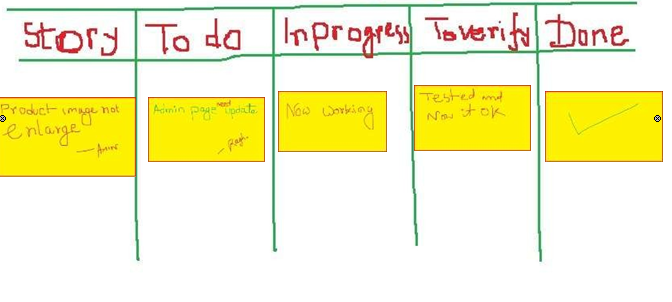 Story To do Inprogress To verify Done
Product image not
enlarge
Admin page need update
Now working
Tested and
Now it ok